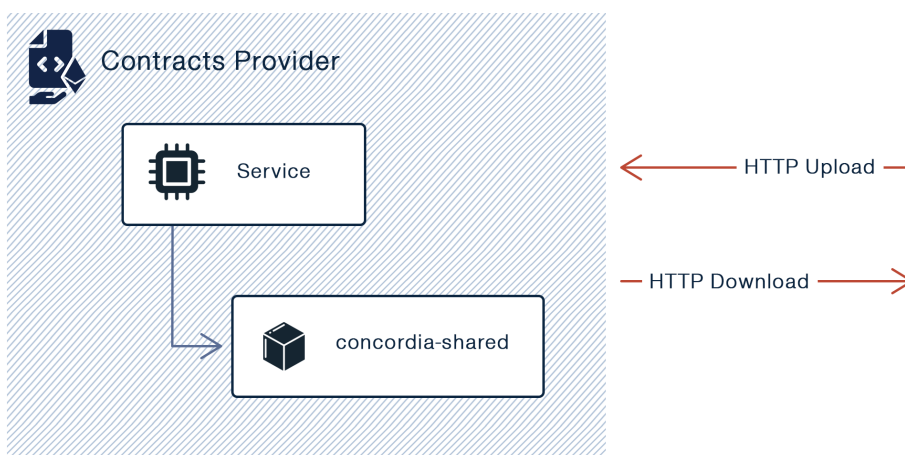 Contracts Provider
Service
HTTP Upload
HTTP Download
concordia-shared